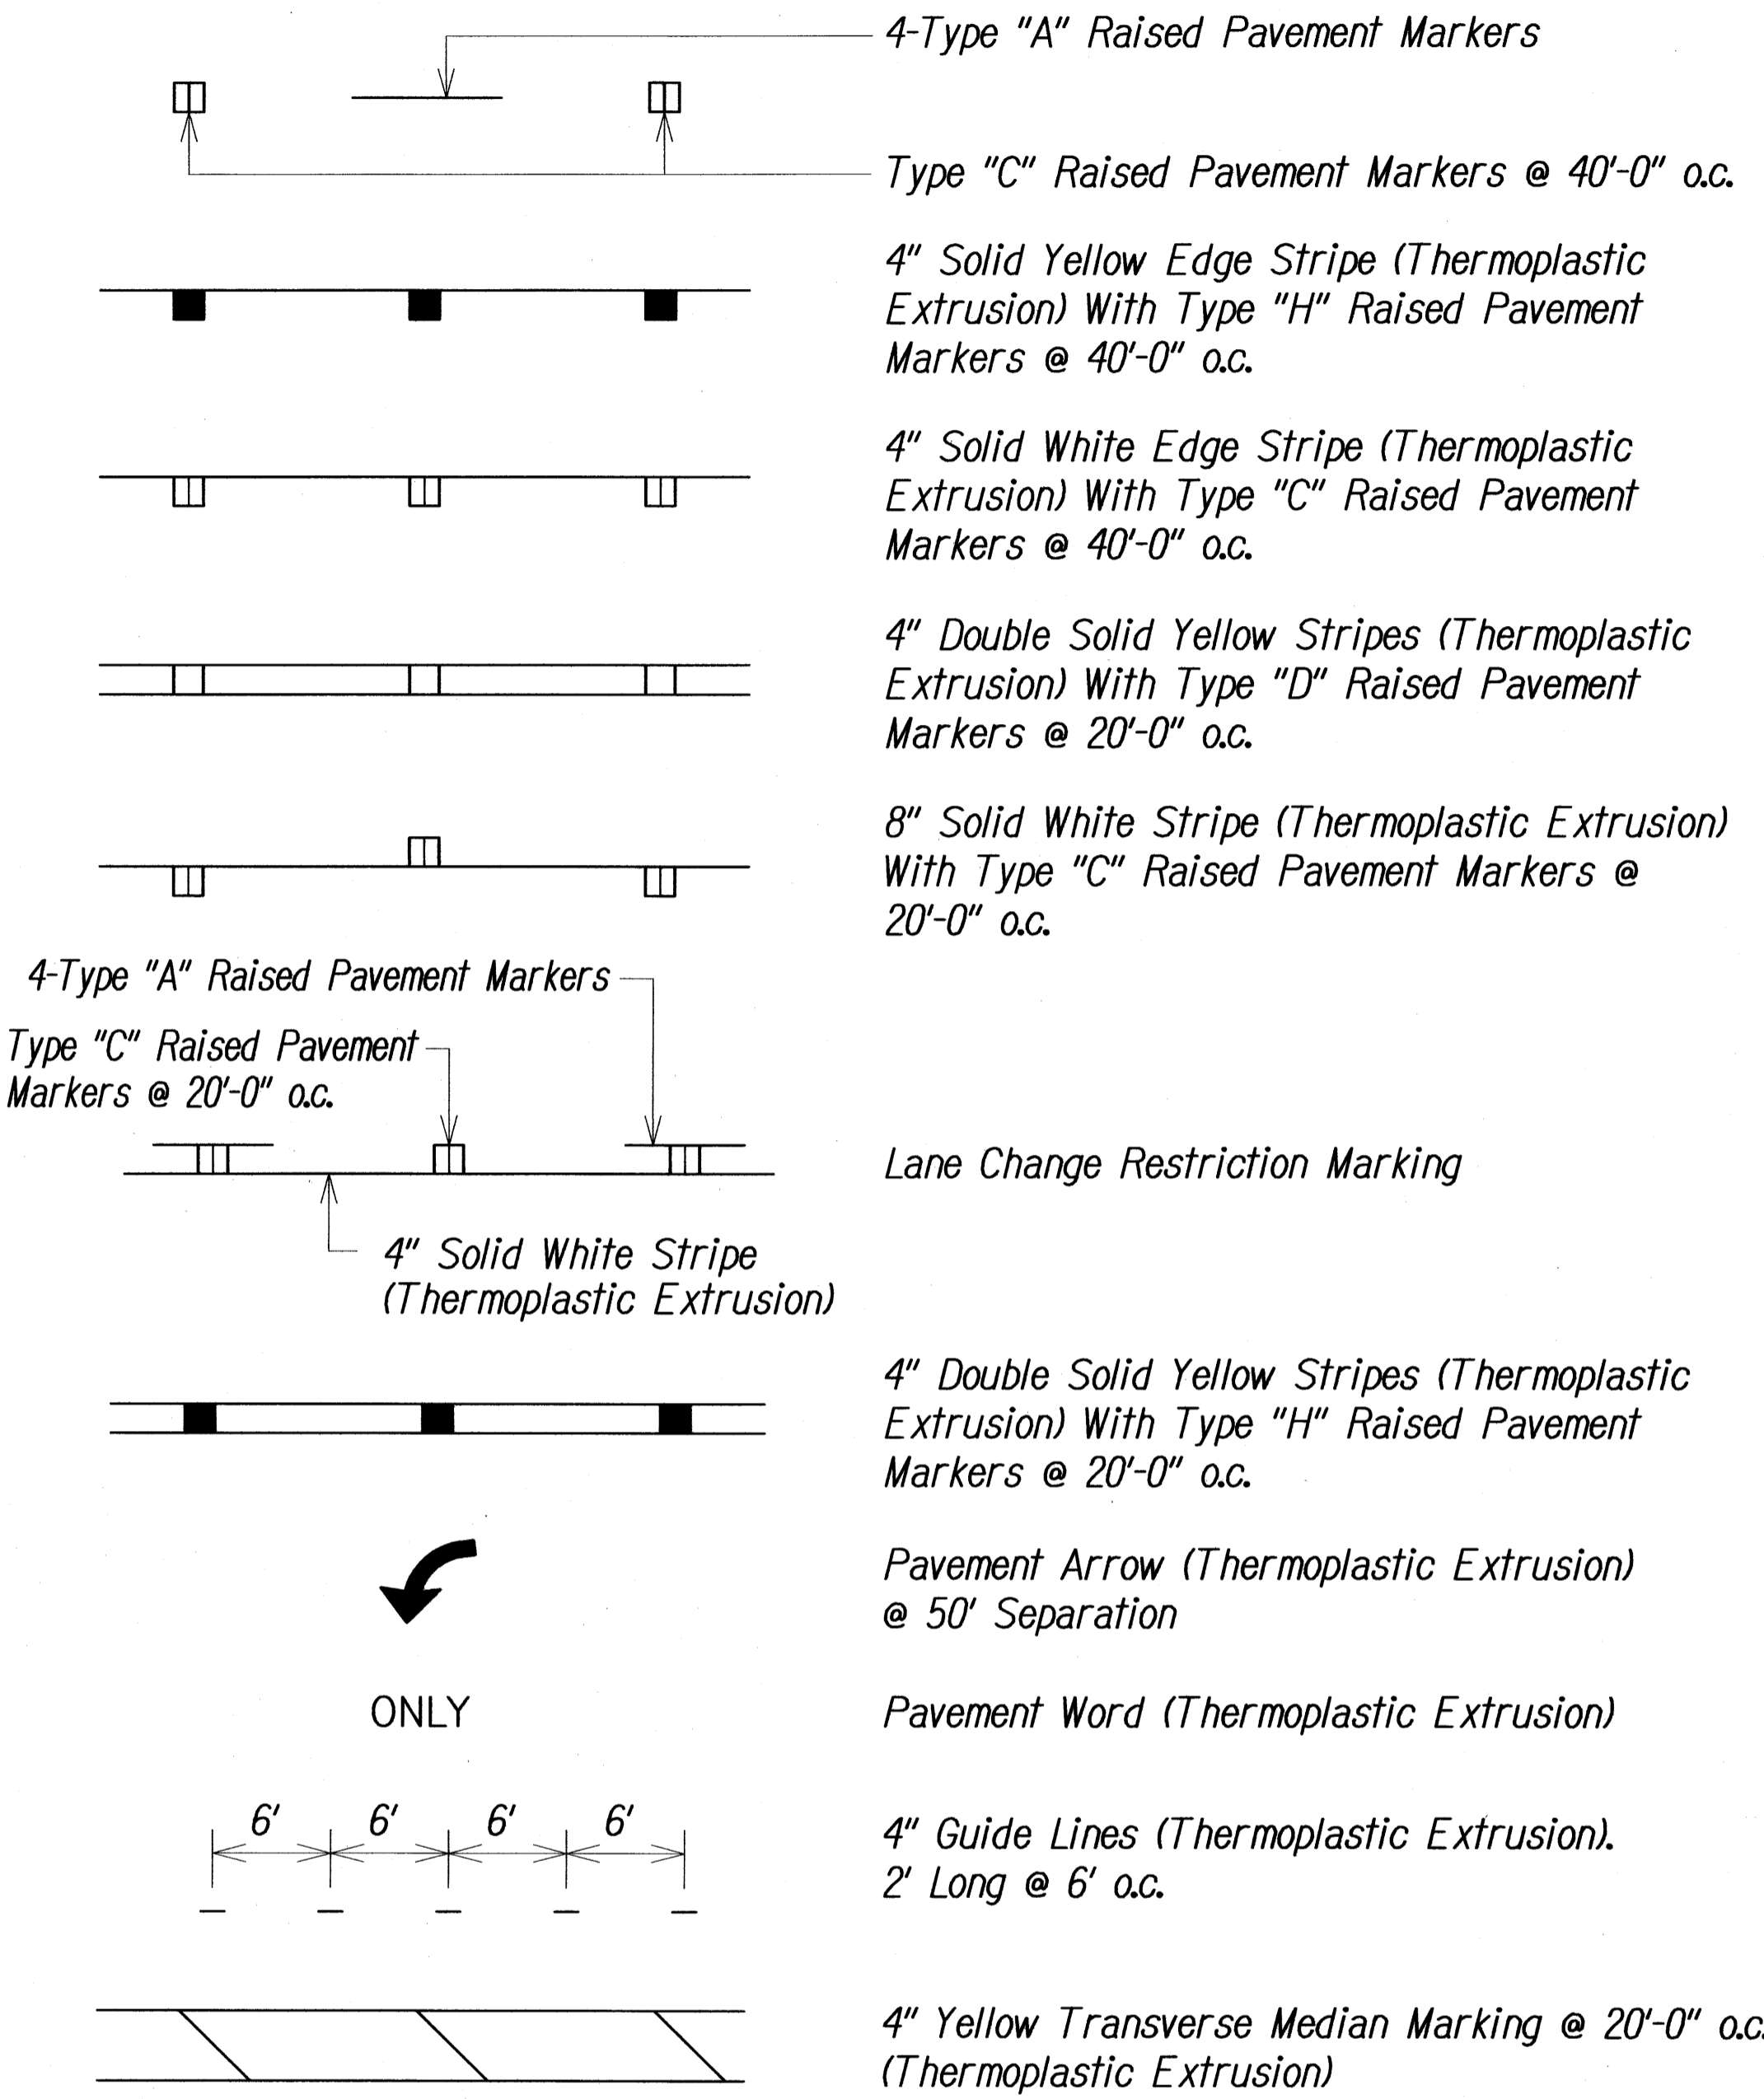 4-Type "A" Raised Pavement Markers
Type "C" Raised Pavement Markers @ 40'-0" o.c.
4" Solid Yellow Edge Stripe (Thermoplastic
Extrusion) With Type "H" Raised Pavement
Markers @ 40'-0" o.c.
4" Solid White Edge Stripe (Thermoplastic
Extrusion) With Type "C" Raised Pavement
Markers @ 40'-0" o.c.
4" Double Solid Yellow Stripes (Thermoplastic
Extrusion) With Type "D" Raised Pavement
Markers @ 20'-0" o.c.
8" Solid White Stripe (Thermoplastic Extrusion)
With Type "C" Raised Pavement Markers @
20'-0" o.c.
4-Type "A" Raised Pavement Markers
Type "C" Raised Pavement
Markers @ 20'-0" o.c.
Lane Change Restriction Marking
4" Solid White Stripe
(Thermoplastic Extrusion)
4" Double Solid Yellow Stripes (Thermoplastic
Extrusion) With Type "H" Raised Pavement
Markers @ 20'-0" o.c.
Pavement Arrow (Thermoplastic Extrusion)
@ 50' Separation
ONLY
Pavement Word (Thermoplastic Extrusion)
6' 6' 6' 6'
4" Guide Lines (Thermoplastic Extrusion).
2' Long @ 6' o.c.
4" Yellow Transverse Median Marking @ 20'-0" o.c.
(Thermoplastic Extrusion)